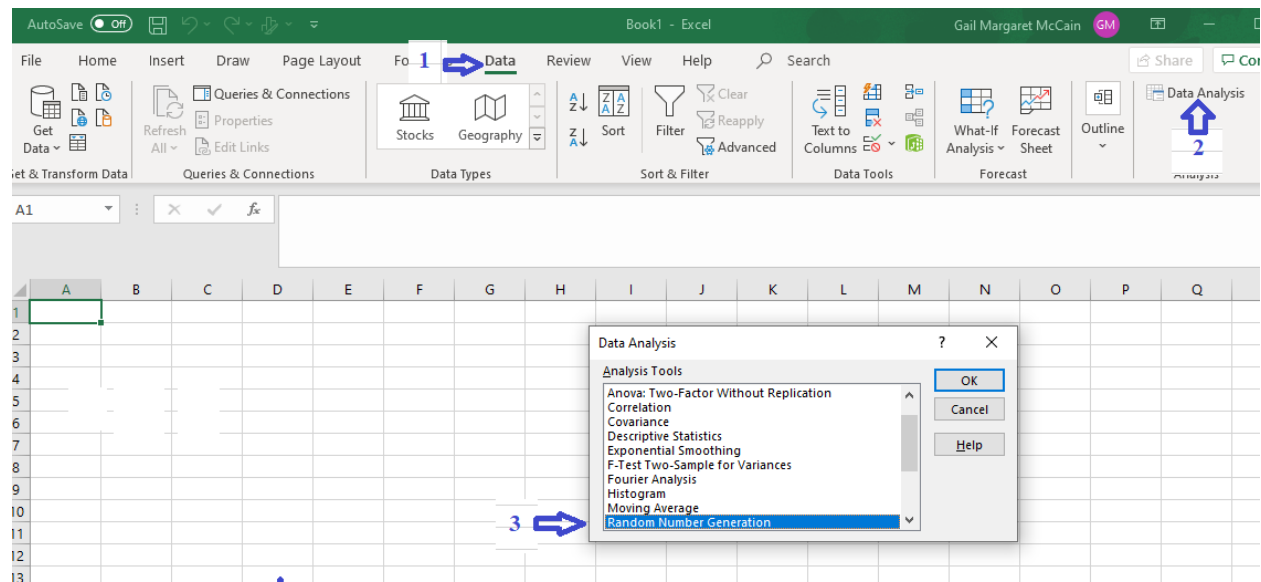 AutoSave Off Book1 - Excel Gail Margaret McCain GM
File Home Insert Draw Page Layout Fo 1 Data Review View Help Search Share
Get Data
Refresh All
Queries & Connections
Properties
Edit Links
Stocks
Geography
Sort
Filter
Clear
Reapply
Advanced
Text to Columns
What-If Analysis
Forecast Sheet
Outline
Data Analysis
2
Queries & Connections Data Types Sort & Filter Data Tools Forecast
A1 fx
A B C D E F G H I J K L M N O P Q
1
2
3
4
5
6
7
8
9
10
11
12
13
Data Analysis ?
Analysis Tools
Anova: Two-Factor Without Replication
Correlation
Covariance
Descriptive Statistics
Exponential Smoothing
F-Test Two-Sample for Variances
Fourier Analysis
Histogram
Moving Average
Random Number Generation
OK
Cancel
Help
3